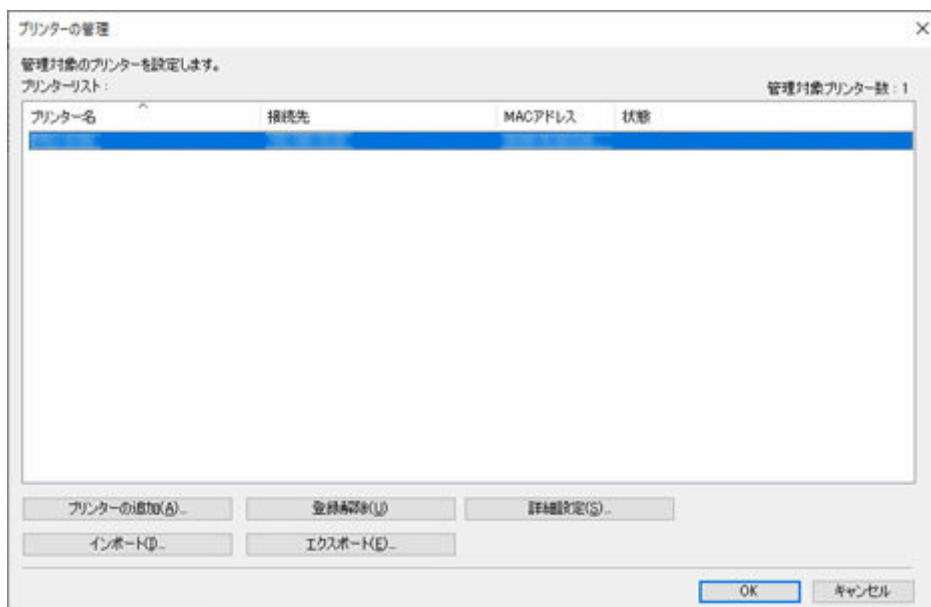 プリンターの管理
管理対象のプリンターを設定します。
プリンターリスト：
管理対象プリンター数：1
プリンター名 接続先 MACアドレス 状態
プリンターの追加(A)... 登録解除(U) 詳細設定(S)...
インポート(I)... エクスポート(E)...
OK キャンセル